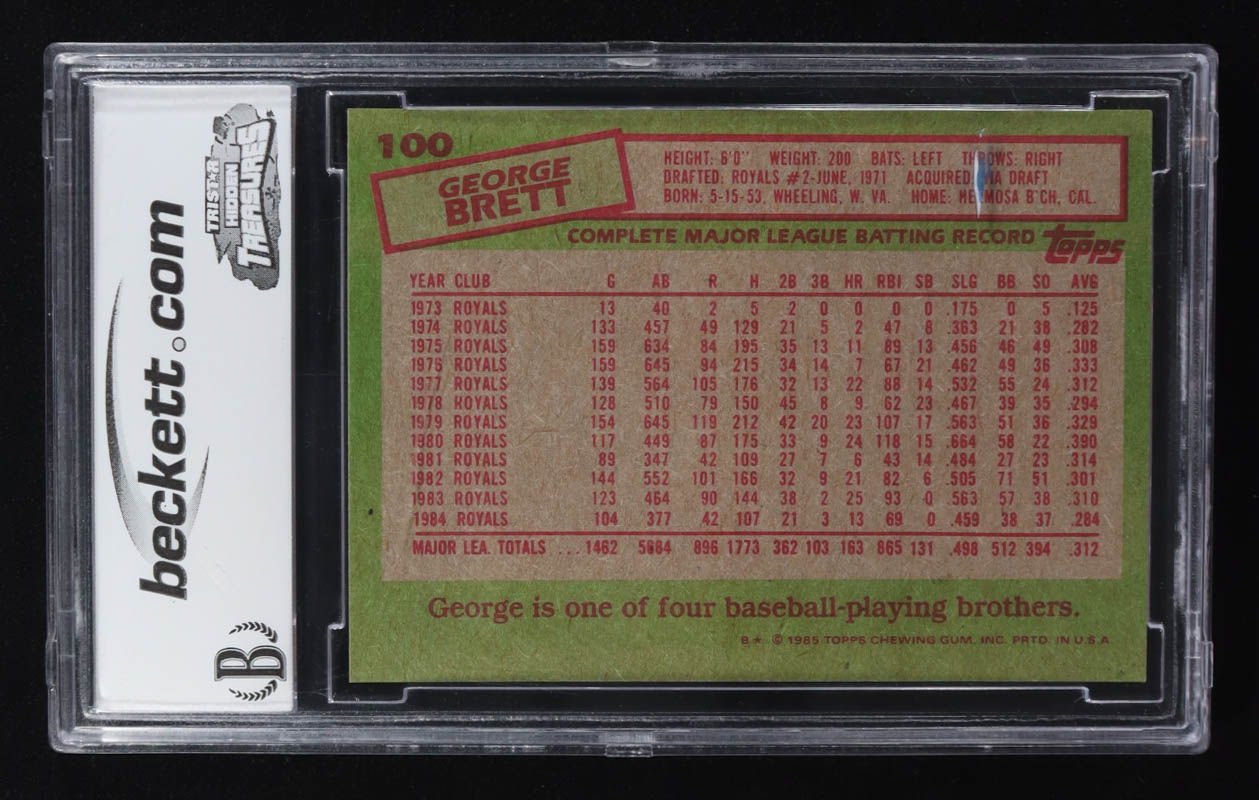 beckett.com
TRISTAR
HIDDEN
TREASURES
B
100
GEORGE
BRETT
HEIGHT: 6'0" WEIGHT: 200 BATS: LEFT THROWS: RIGHT
DRAFTED: ROYALS #2-JUNE, 1971 ACQUIRED: VIA DRAFT
BORN: 5-15-53, WHEELING, W. VA. HOME: HERMOSA B'CH, CAL.
COMPLETE MAJOR LEAGUE BATTING RECORD topps
YEAR CLUB G AB R H 2B 3B HR RBI SB SLG BB SO AVG
1973 ROYALS 13 40 2 5 2 0 0 0 0 .175 0 5 .125
1974 ROYALS 133 457 49 129 21 5 2 47 8 .363 21 38 .282
1975 ROYALS 159 634 84 195 35 13 11 89 13 .456 46 49 .308
1976 ROYALS 159 645 94 215 34 14 7 67 21 .462 49 36 .333
1977 ROYALS 139 564 105 176 32 13 22 88 14 .532 55 24 .312
1978 ROYALS 128 510 79 150 45 8 9 62 23 .467 39 35 .294
1979 ROYALS 154 645 119 212 42 20 23 107 17 .563 51 36 .329
1980 ROYALS 117 449 87 175 33 9 24 118 15 .664 58 22 .390
1981 ROYALS 89 347 42 109 27 7 6 43 14 .484 27 23 .314
1982 ROYALS 144 552 101 166 32 9 21 82 6 .505 71 51 .301
1983 ROYALS 123 464 90 144 38 2 25 93 0 .563 57 38 .310
1984 ROYALS 104 377 42 107 21 3 13 69 0 .459 38 37 .284
MAJOR LEA. TOTALS ... 1462 5684 896 1773 362 103 163 865 131 .498 512 394 .312
George is one of four baseball-playing brothers.
B★ © 1985 TOPPS CHEWING GUM, INC. PRTD. IN U.S.A